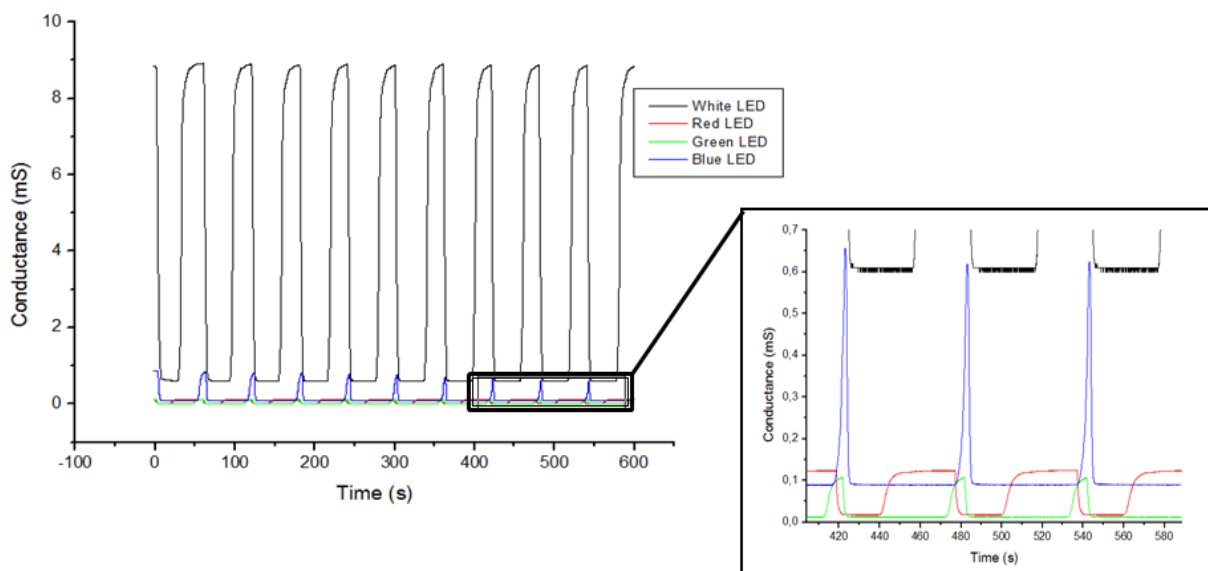 10
8
6
4
2
0
Conductance (mS)
-100 0 100 200 300 400 500 600
Time (s)
White LED
Red LED
Green LED
Blue LED
0,7
0,6
0,5
0,4
0,3
0,2
0,1
0,0
Conductance (mS)
420 440 460 480 500 520 540 560 580
Time (s)